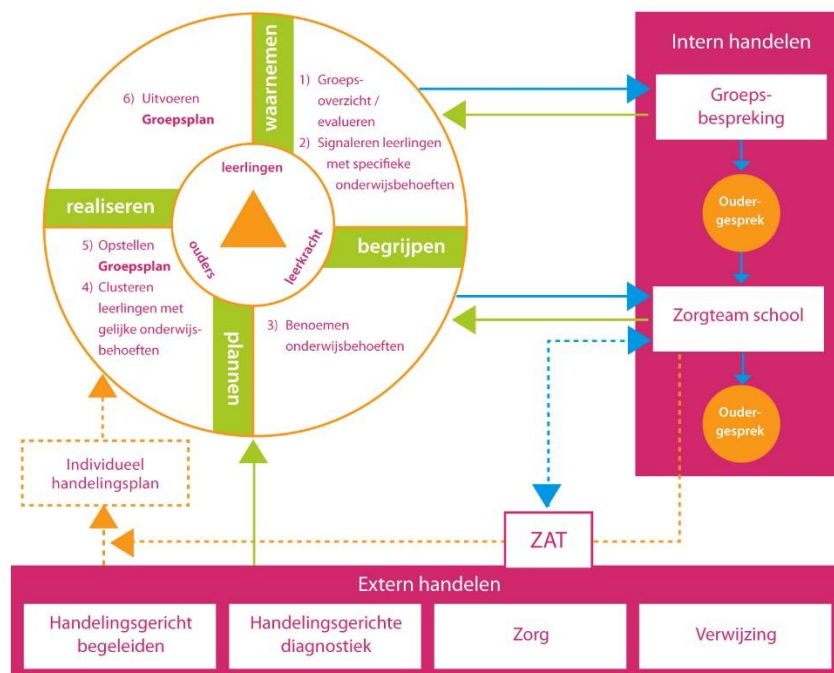 waarnemen
1) Groeps-
overzicht /
evalueren
2) Signaleren leerlingen
met specifieke
onderwijsbehoeften
begrijpen
3) Benoemen
onderwijsbehoeften
plannen
4) Clusteren
leerlingen met
gelijke onderwijs-
behoeften
5) Opstellen
Groepsplan
realiseren
6) Uitvoeren
Groepsplan
leerlingen
leerkracht
ouders
Intern handelen
Groeps-
bespreking
Ouder-
gesprek
Zorgteam school
Ouder-
gesprek
Individueel
handelingsplan
ZAT
Extern handelen
Handelingsgericht
begeleiden
Handelingsgerichte
diagnostiek
Zorg
Verwijzing